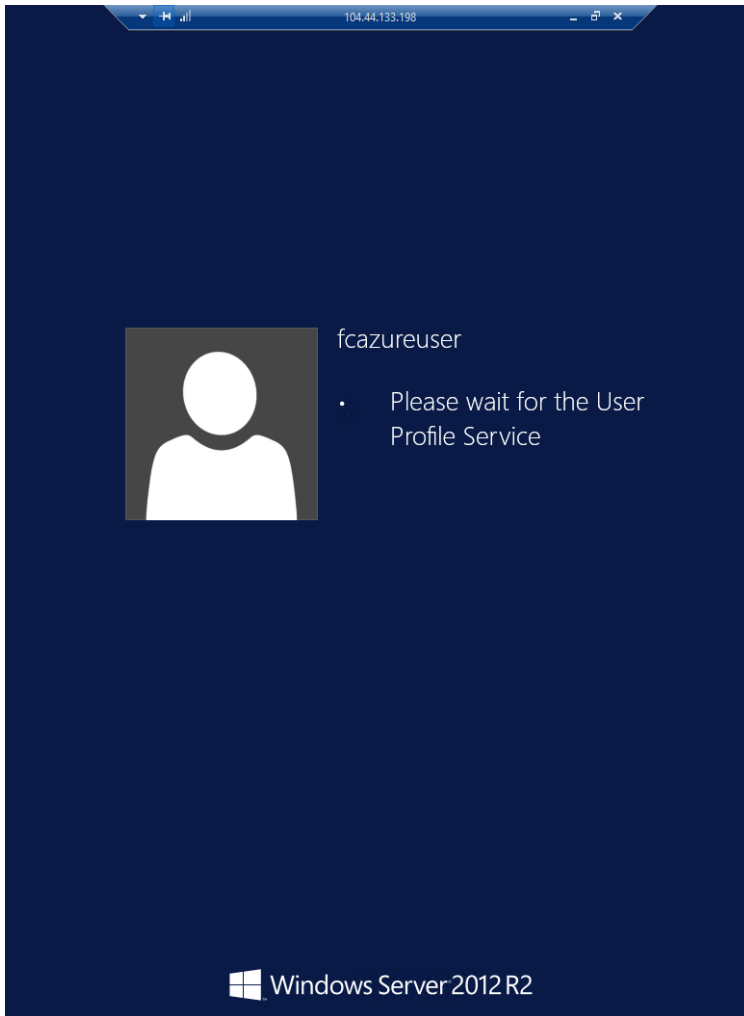 104.44.133.198
fcazureuser
Please wait for the User
Profile Service
Windows Server 2012 R2